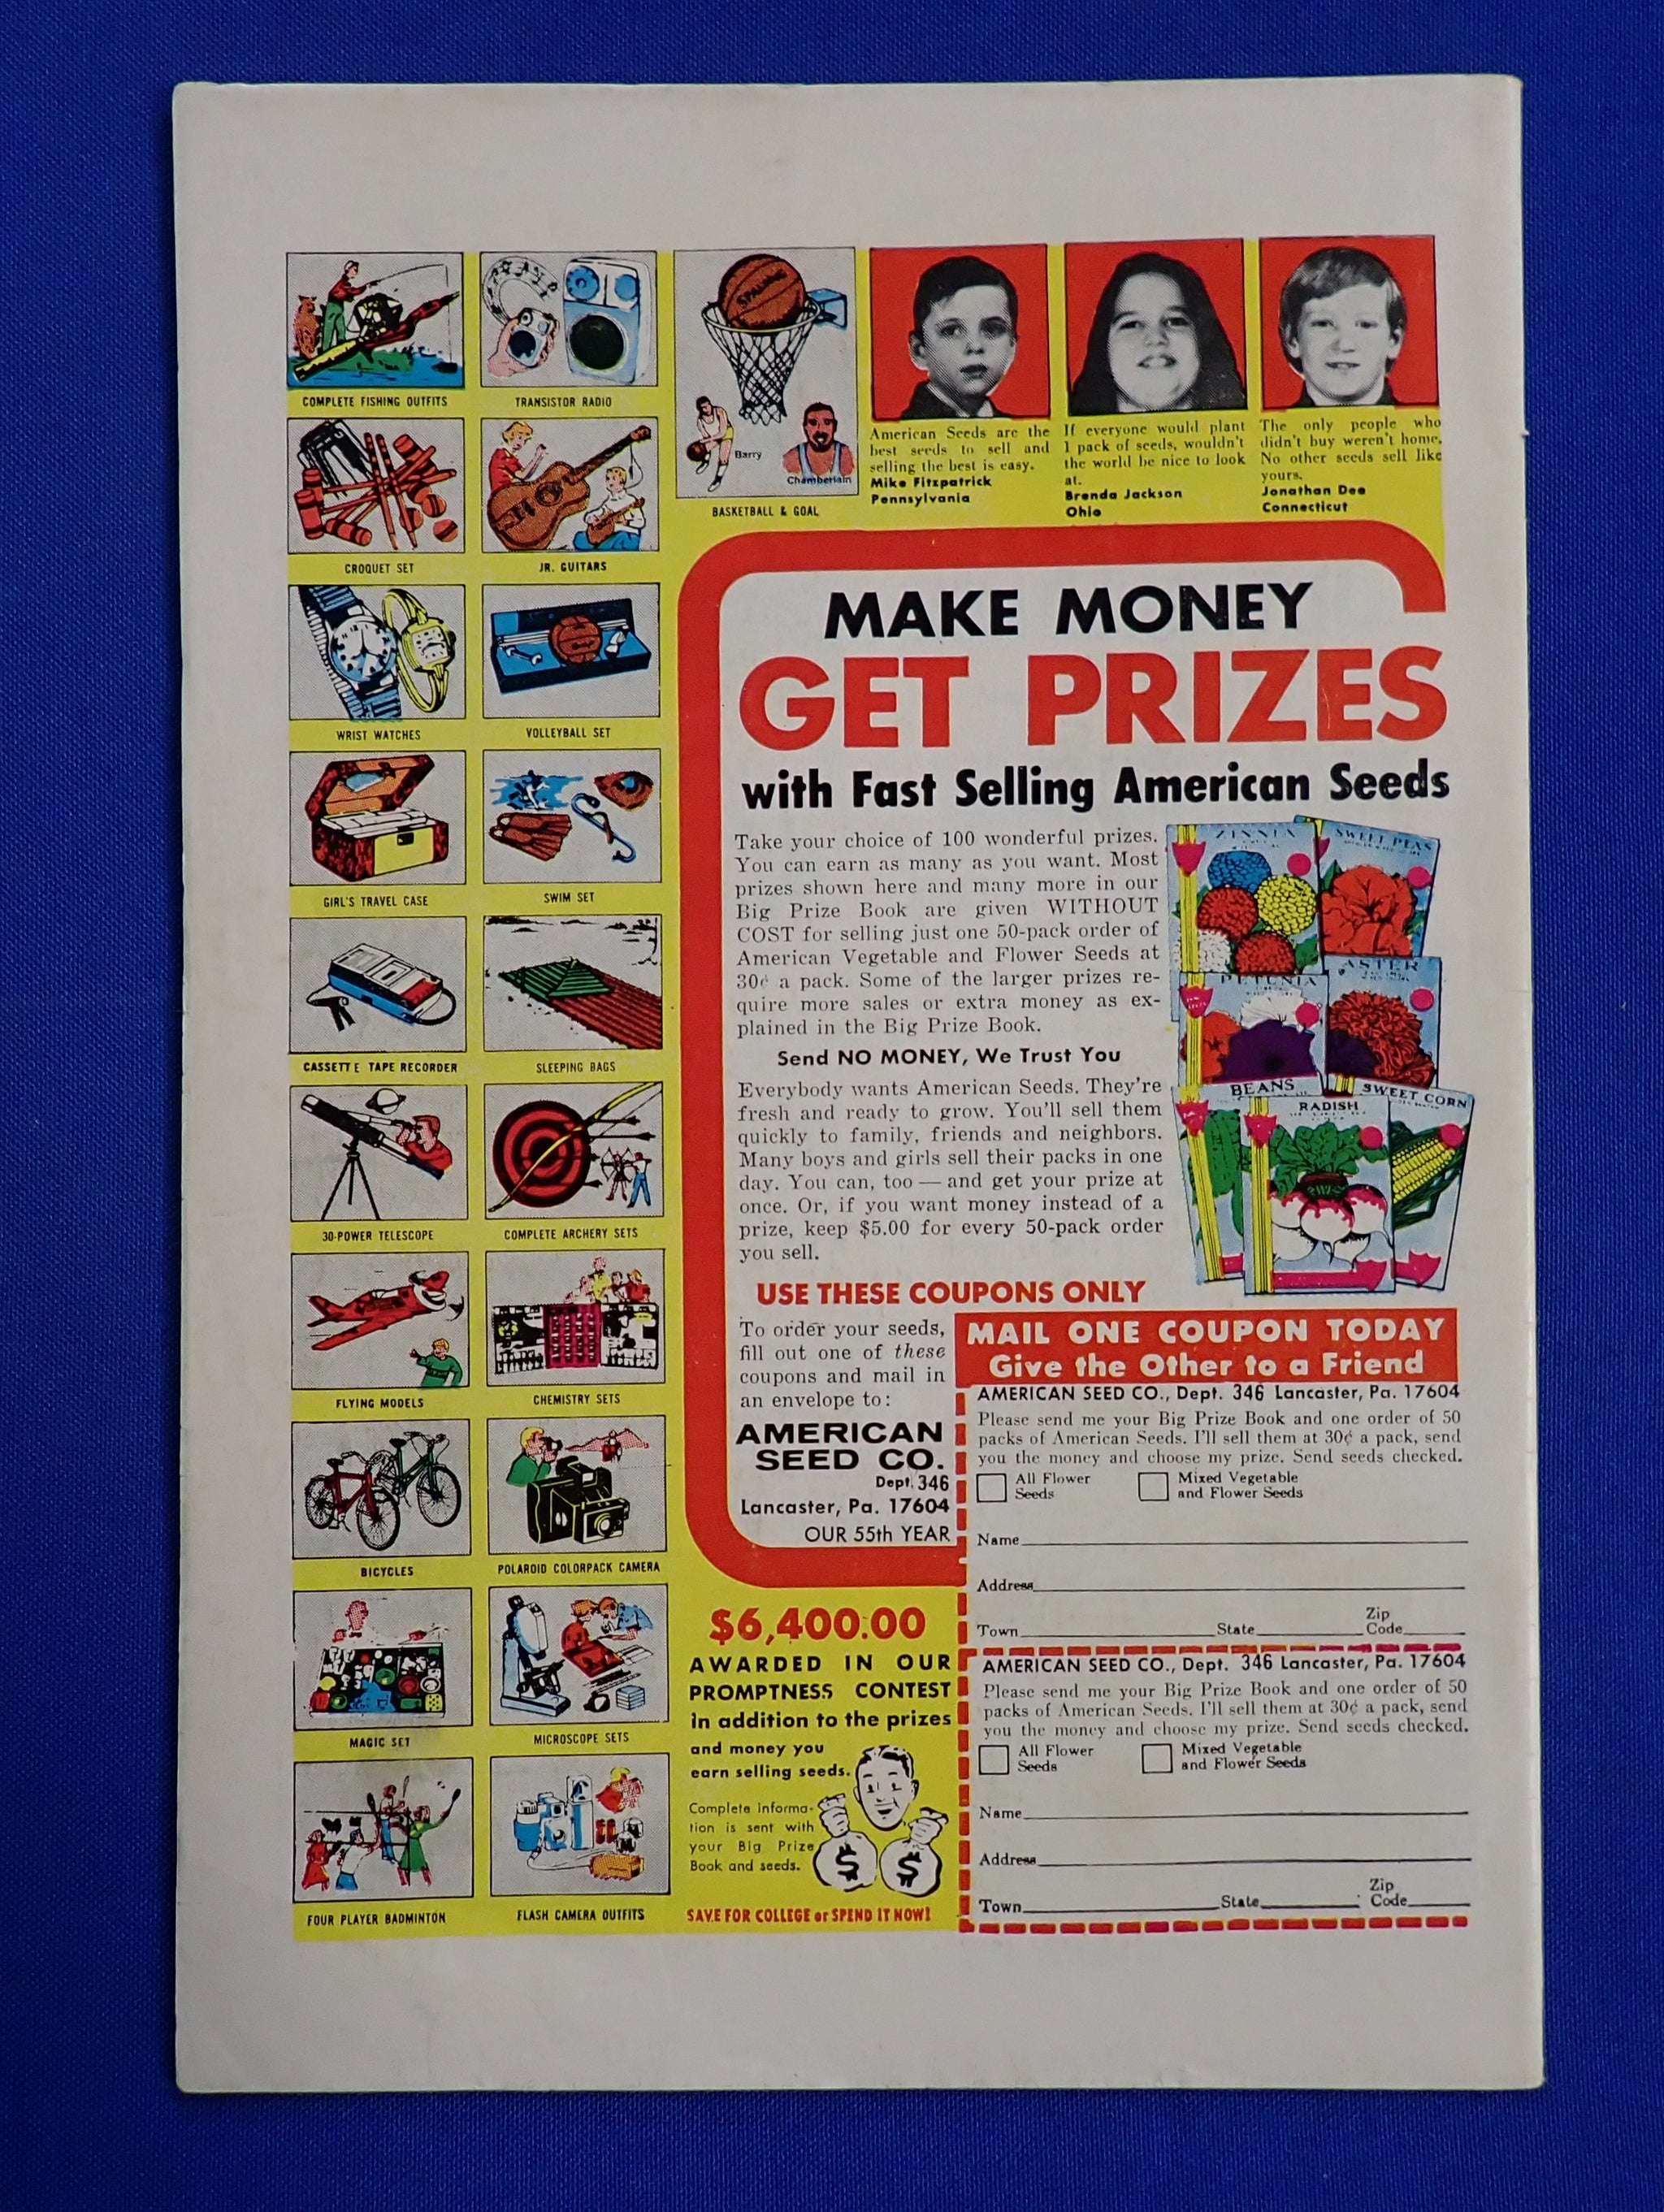 COMPLETE FISHING OUTFITS
TRANSISTOR RADIO
CROQUET SET
JR. GUITARS
WRIST WATCHES
VOLLEYBALL SET
GIRL'S TRAVEL CASE
SWIM SET
CASSETTE TAPE RECORDER
SLEEPING BAGS
30-POWER TELESCOPE
COMPLETE ARCHERY SETS
FLYING MODELS
CHEMISTRY SETS
BICYCLES
POLAROID COLORPACK CAMERA
MAGIC SET
MICROSCOPE SETS
FOUR PLAYER BADMINTON
FLASH CAMERA OUTFITS
SPALDING
Barry
Chamberlain
BASKETBALL & GOAL
American Seeds are the
best seeds to sell and
selling the best is easy.
Mike Fitzpatrick
Pennsylvania
If everyone would plant
1 pack of seeds, wouldn't
the world be nice to look
at.
Brenda Jackson
Ohio
The only people who
didn't buy weren't home.
No other seeds sell like
yours.
Jonathan Dee
Connecticut
MAKE MONEY
GET PRIZES
with Fast Selling American Seeds
Take your choice of 100 wonderful prizes.
You can earn as many as you want. Most
prizes shown here and many more in our
Big Prize Book are given WITHOUT
COST for selling just one 50-pack order of
American Vegetable and Flower Seeds at
30¢ a pack. Some of the larger prizes re-
quire more sales or extra money as ex-
plained in the Big Prize Book.
Send NO MONEY, We Trust You
Everybody wants American Seeds. They're
fresh and ready to grow. You'll sell them
quickly to family, friends and neighbors.
Many boys and girls sell their packs in one
day. You can, too — and get your prize at
once. Or, if you want money instead of a
prize, keep $5.00 for every 50-pack order
you sell.
ZINNIA
SWEET PEAS
PETUNIA
ASTER
BEANS
RADISH
SWEET CORN
USE THESE COUPONS ONLY
To order your seeds,
fill out one of these
coupons and mail in
an envelope to:
AMERICAN
SEED CO.
Dept. 346
Lancaster, Pa. 17604
OUR 55th YEAR
MAIL ONE COUPON TODAY
Give the Other to a Friend
AMERICAN SEED CO., Dept. 346 Lancaster, Pa. 17604
Please send me your Big Prize Book and one order of 50
packs of American Seeds. I'll sell them at 30¢ a pack, send
you the money and choose my prize. Send seeds checked.
All Flower
Seeds
Mixed Vegetable
and Flower Seeds
Name
Address
Town State Zip Code
AMERICAN SEED CO., Dept. 346 Lancaster, Pa. 17604
Please send me your Big Prize Book and one order of 50
packs of American Seeds. I'll sell them at 30¢ a pack, send
you the money and choose my prize. Send seeds checked.
All Flower
Seeds
Mixed Vegetable
and Flower Seeds
Name
Address
Town State Zip Code
$6,400.00
AWARDED IN OUR
PROMPTNESS CONTEST
in addition to the prizes
and money you
earn selling seeds.
Complete informa-
tion is sent with
your Big Prize
Book and seeds.
$ $
SAVE FOR COLLEGE or SPEND IT NOW!